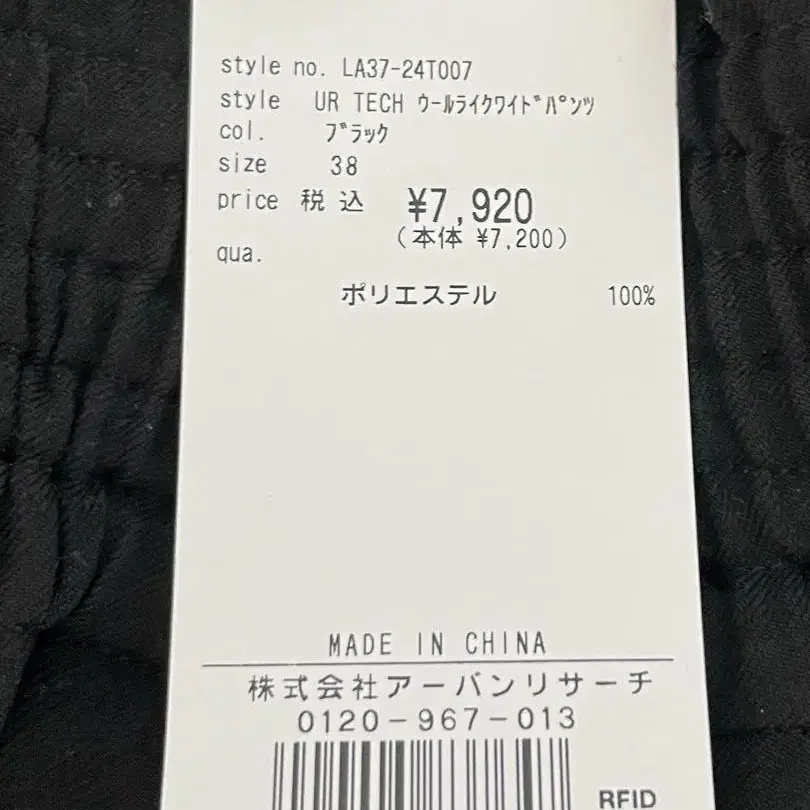 style no. LA37-24T007
style UR TECH ウールライクワイドパンツ
col. ブラック
size 38
price 税込 ¥7,920
(本体 ¥7,200)
qua.
ポリエステル 100%
MADE IN CHINA
株式会社アーバンリサーチ
0120-967-013
RFID